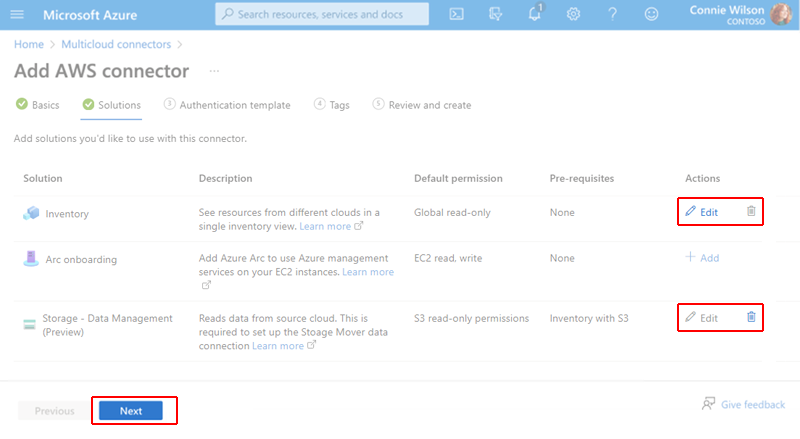 Microsoft Azure
Search resources, services and docs
1
Connie Wilson
CONTOSO
Home > Multicloud connectors >
Add AWS connector ...
Basics Solutions 3 Authentication template 4 Tags 5 Review and create
Add solutions you'd like to use with this connector.
Solution Description Default permission Pre-requisites Actions
Inventory
See resources from different clouds in a
single inventory view. Learn more
Global read-only
None
Edit
Arc onboarding
Add Azure Arc to use Azure management
services on your EC2 instances. Learn more
EC2 read, write
None
+ Add
Storage - Data Management
(Preview)
Reads data from source cloud. This is
required to set up the Stoage Mover data
connection Learn more
S3 read-only permissions
Inventory with S3
Edit
Previous
Next
Give feedback